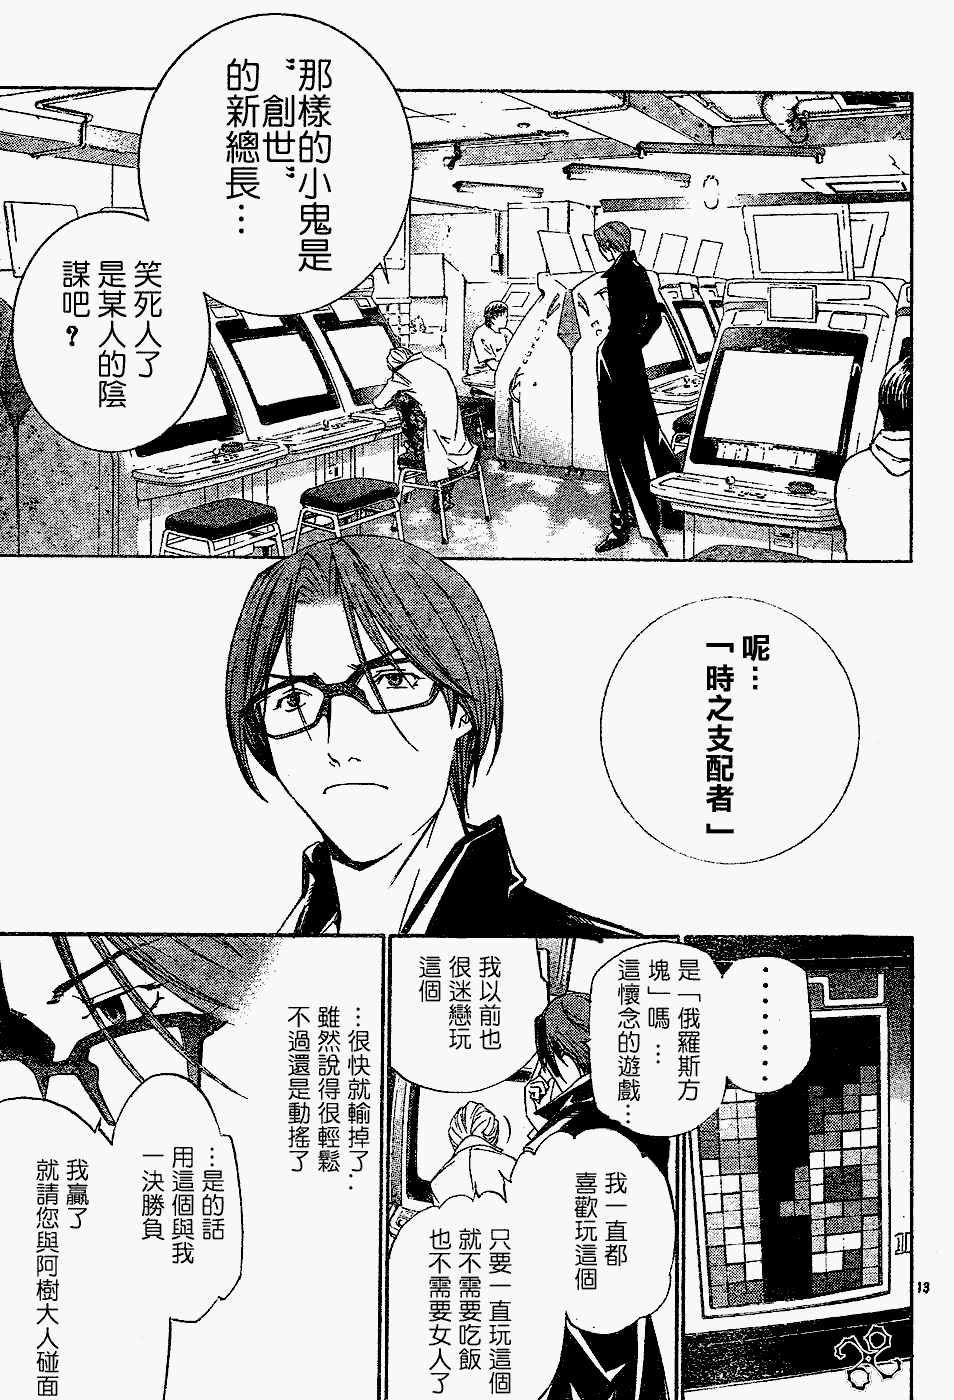 那樣的小鬼是
"創世"
的新總長…
笑死人了
是某人的陰
謀吧?
呢…
「時之支配者」
………
是「俄羅斯方
塊」嗎…
這懷念的遊
戲…
我以前也
很迷戀玩
這個
我一直都
喜歡玩這個
只要一直玩這個
就不需要吃飯
也不需要女人了
…很快就輸掉了…
雖然說得很輕鬆
不過還是動搖了
…是的話
用這個與我
一決勝負
我贏了
就請您與阿樹大人碰面
13